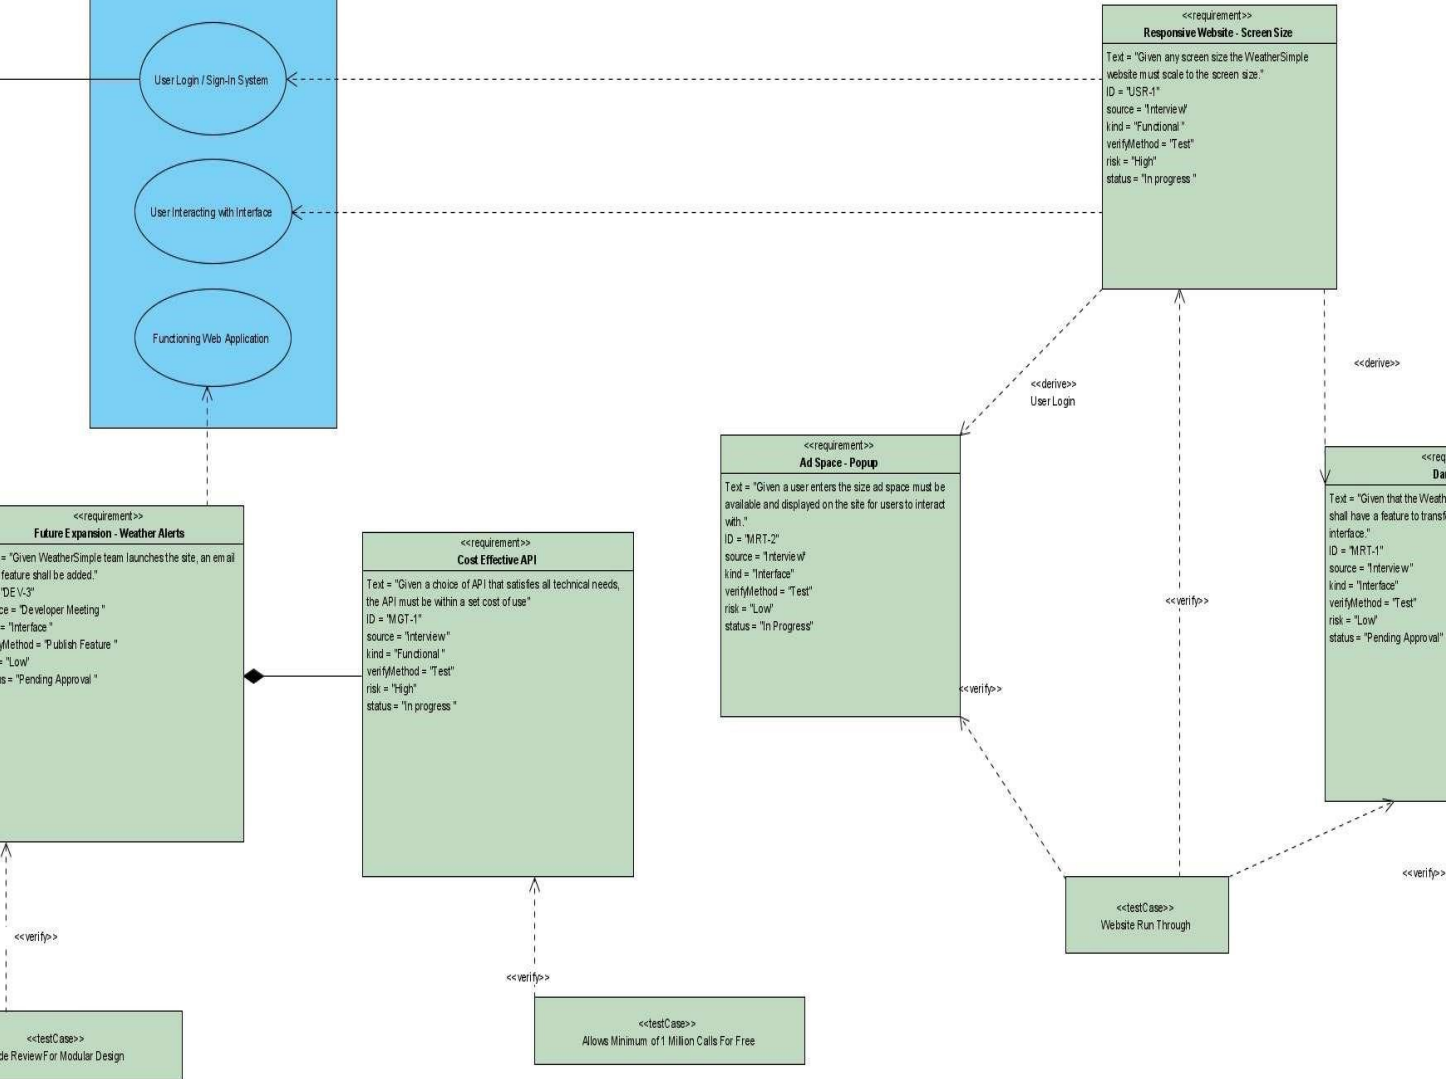 User Login / Sign-In System
User Interacting with Interface
Functioning Web Application
<<requirement>>
Responsive Website - Screen Size
Text = "Given any screen size the WeatherSimple
website must scale to the screen size."
ID = "USR-1"
source = "Interview"
kind = "Functional "
verifyMethod = "Test"
risk = "High"
status = "In progress "
<<derive>>
User Login
<<derive>>
<<requirement>>
Ad Space - Popup
Text = "Given a user enters the size ad space must be
available and displayed on the site for users to interact
with."
ID = "MRT-2"
source = "Interview"
kind = "Interface"
verifyMethod = "Test"
risk = "Low"
status = "In Progress"
<<req
Da
Text = "Given that the Weath
shall have a feature to transf
interface."
ID = "MRT-1"
source = "Interview"
kind = "Interface"
verifyMethod = "Test"
risk = "Low"
status = "Pending Approval"
<<requirement>>
Future Expansion - Weather Alerts
= "Given WeatherSimple team launches the site, an email
feature shall be added."
"DEV-3"
ce = "Developer Meeting "
= "Interface "
yMethod = "Publish Feature "
= "Low"
us = "Pending Approval "
<<requirement>>
Cost Effective API
Text = "Given a choice of API that satisfies all technical needs,
the API must be within a set cost of use"
ID = "MGT-1"
source = "interview"
kind = "Functional "
verifyMethod = "Test"
risk = "High"
status = "In progress "
<<verify>>
<<verify>>
<<verify>>
<<testCase>>
Website Run Through
<<verify>>
<<verify>>
<<testCase>>
Allows Minimum of 1 Million Calls For Free
<<testCase>>
de Review For Modular Design